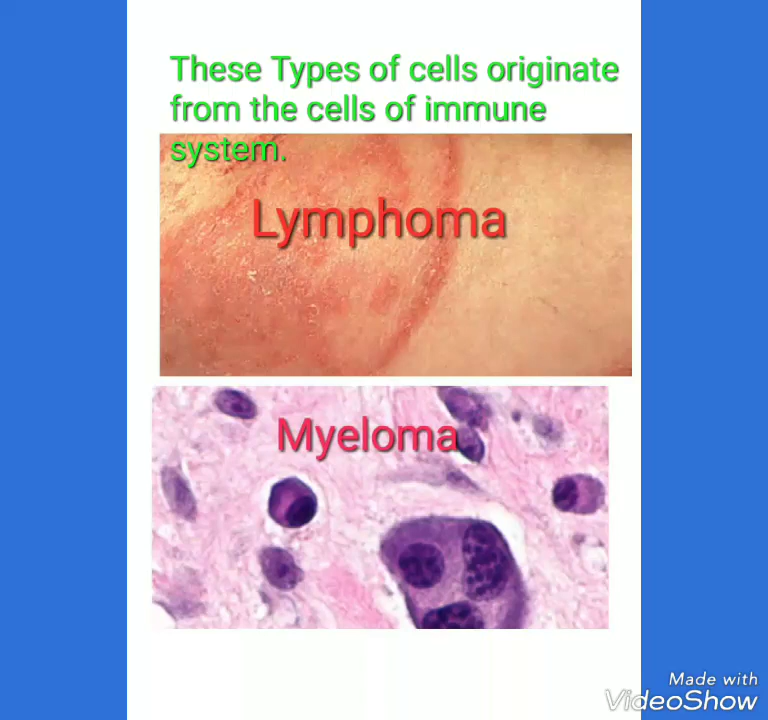 These Types of cells originate
from the cells of immune
system.
Lymphoma
Myeloma
Made with
VideoShow